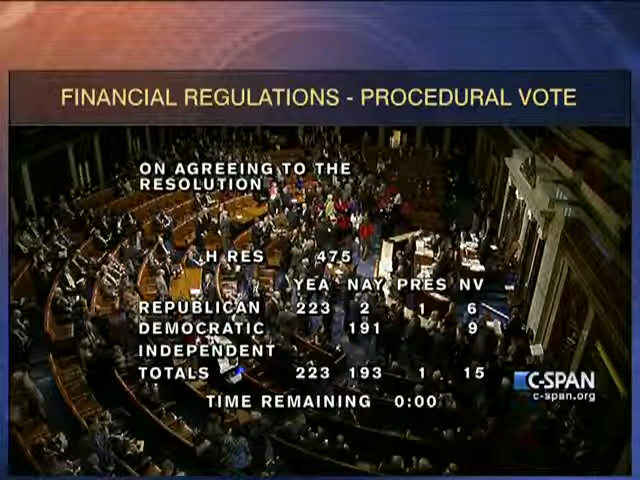 FINANCIAL REGULATIONS - PROCEDURAL VOTE
ON AGREEING TO THE
RESOLUTION
H RES 475
YEA NAY PRES NV
REPUBLICAN 223 2 1 6
DEMOCRATIC 191 9
INDEPENDENT
TOTALS 223 193 1 15
TIME REMAINING 0:00
C-SPAN
c-span.org